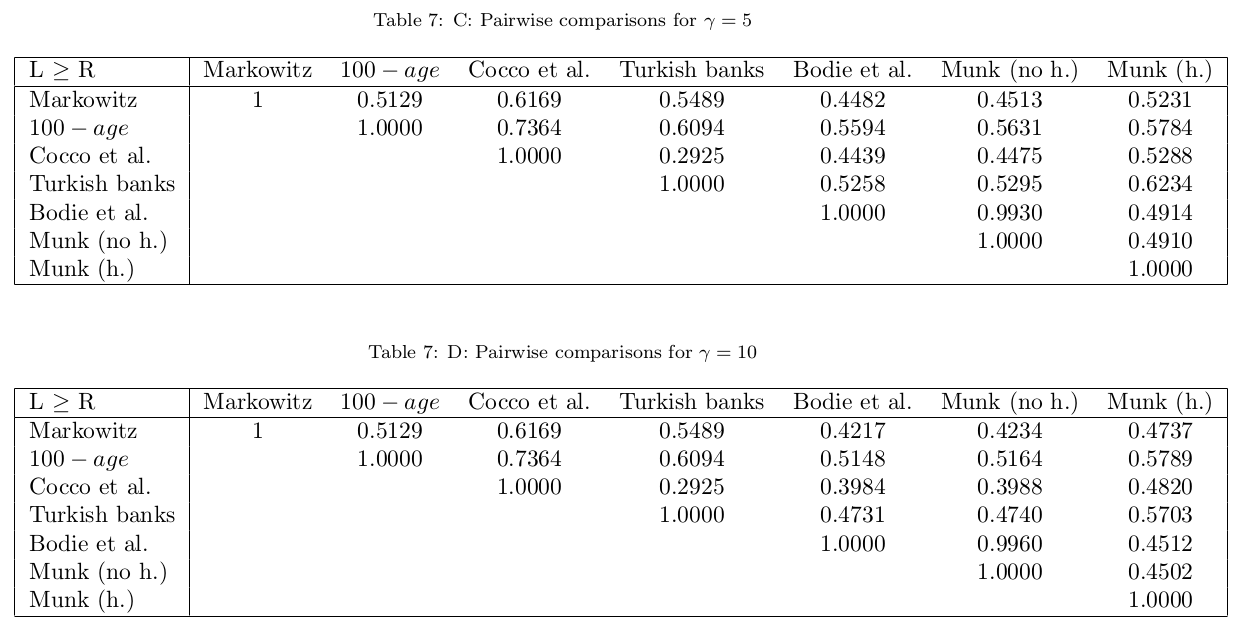 Table 7: C: Pairwise comparisons for γ = 5
L ≥ R Markowitz 100 − age Cocco et al. Turkish banks Bodie et al. Munk (no h.) Munk (h.)
Markowitz 1 0.5129 0.6169 0.5489 0.4482 0.4513 0.5231
100 − age 1.0000 0.7364 0.6094 0.5594 0.5631 0.5784
Cocco et al. 1.0000 0.2925 0.4439 0.4475 0.5288
Turkish banks 1.0000 0.5258 0.5295 0.6234
Bodie et al. 1.0000 0.9930 0.4914
Munk (no h.) 1.0000 0.4910
Munk (h.) 1.0000
Table 7: D: Pairwise comparisons for γ = 10
L ≥ R Markowitz 100 − age Cocco et al. Turkish banks Bodie et al. Munk (no h.) Munk (h.)
Markowitz 1 0.5129 0.6169 0.5489 0.4217 0.4234 0.4737
100 − age 1.0000 0.7364 0.6094 0.5148 0.5164 0.5789
Cocco et al. 1.0000 0.2925 0.3984 0.3988 0.4820
Turkish banks 1.0000 0.4731 0.4740 0.5703
Bodie et al. 1.0000 0.9960 0.4512
Munk (no h.) 1.0000 0.4502
Munk (h.) 1.0000